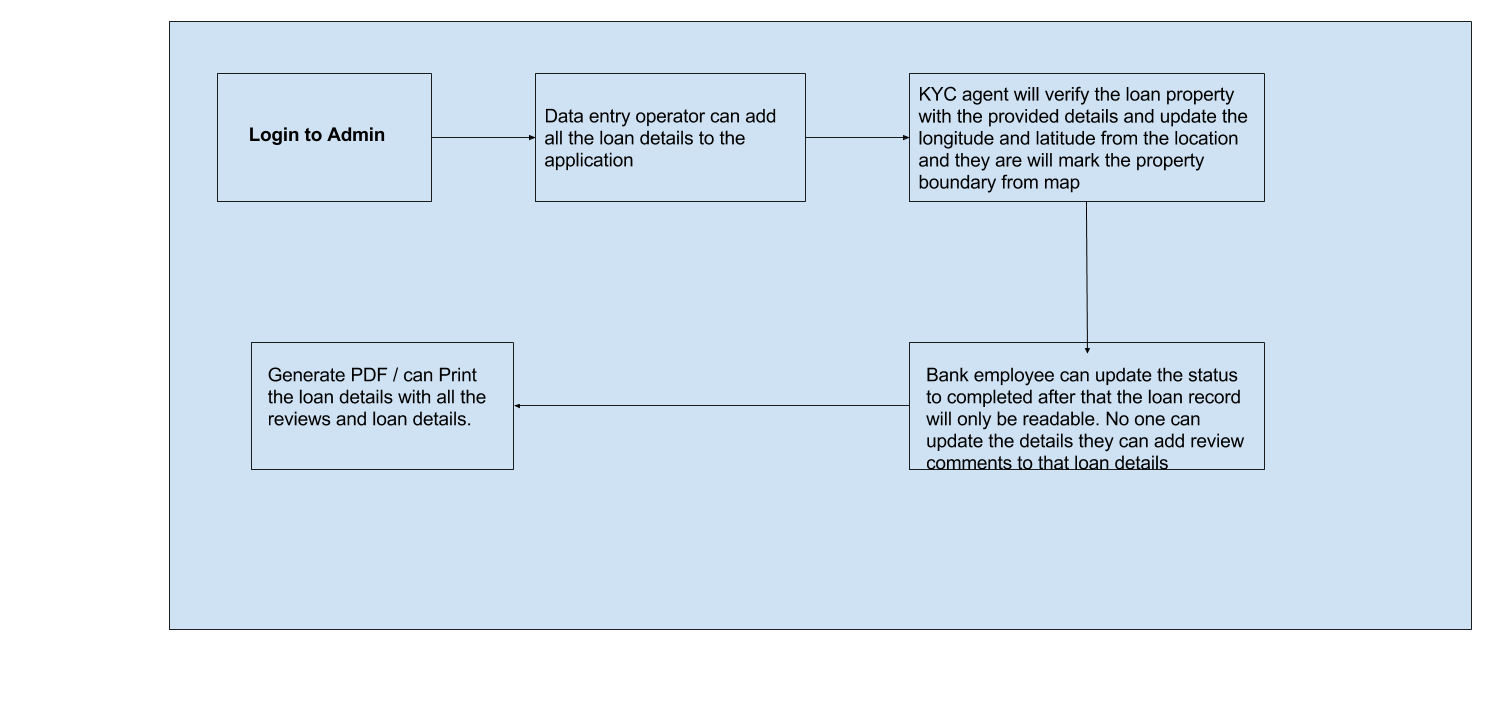 Login to Admin
Data entry operator can add
all the loan details to the
application
KYC agent will verify the loan property
with the provided details and update the
longitude and latitude from the location
and they are will mark the property
boundary from map
Bank employee can update the status
to completed after that the loan record
will only be readable. No one can
update the details they can add review
comments to that loan details
Generate PDF / can Print
the loan details with all the
reviews and loan details.